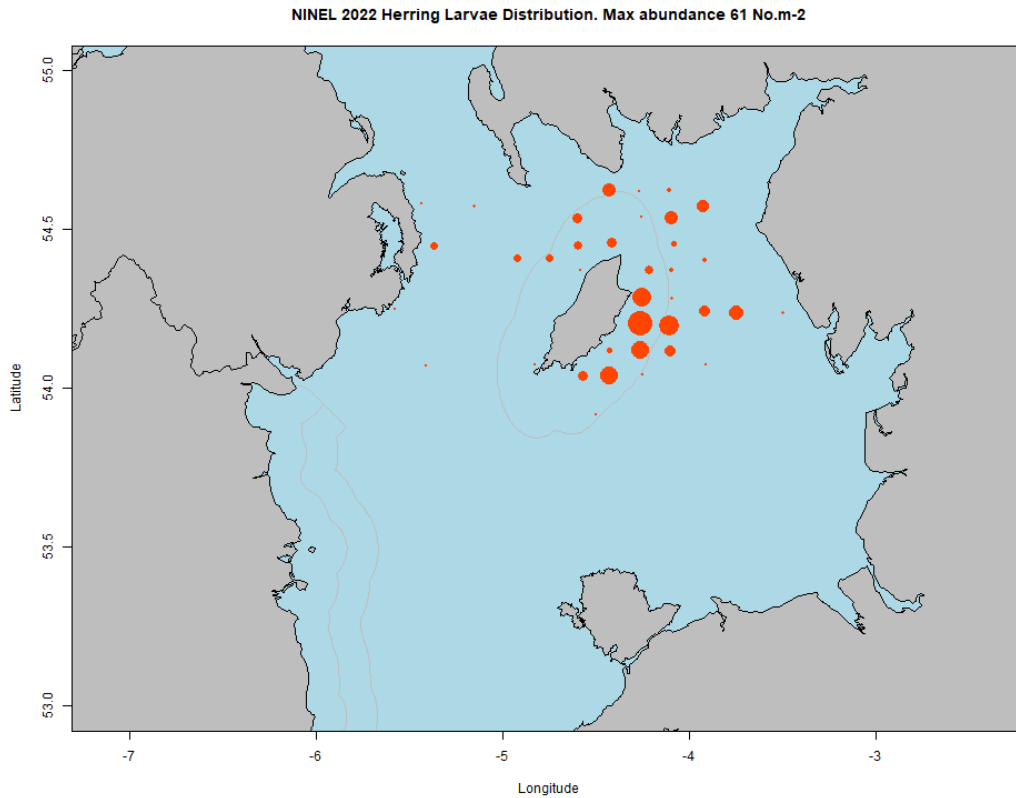 NINEL 2022 Herring Larvae Distribution. Max abundance 61 No.m-2
55.0
54.5
54.0
53.5
53.0
Latitude
-7 -6 -5 -4 -3
Longitude